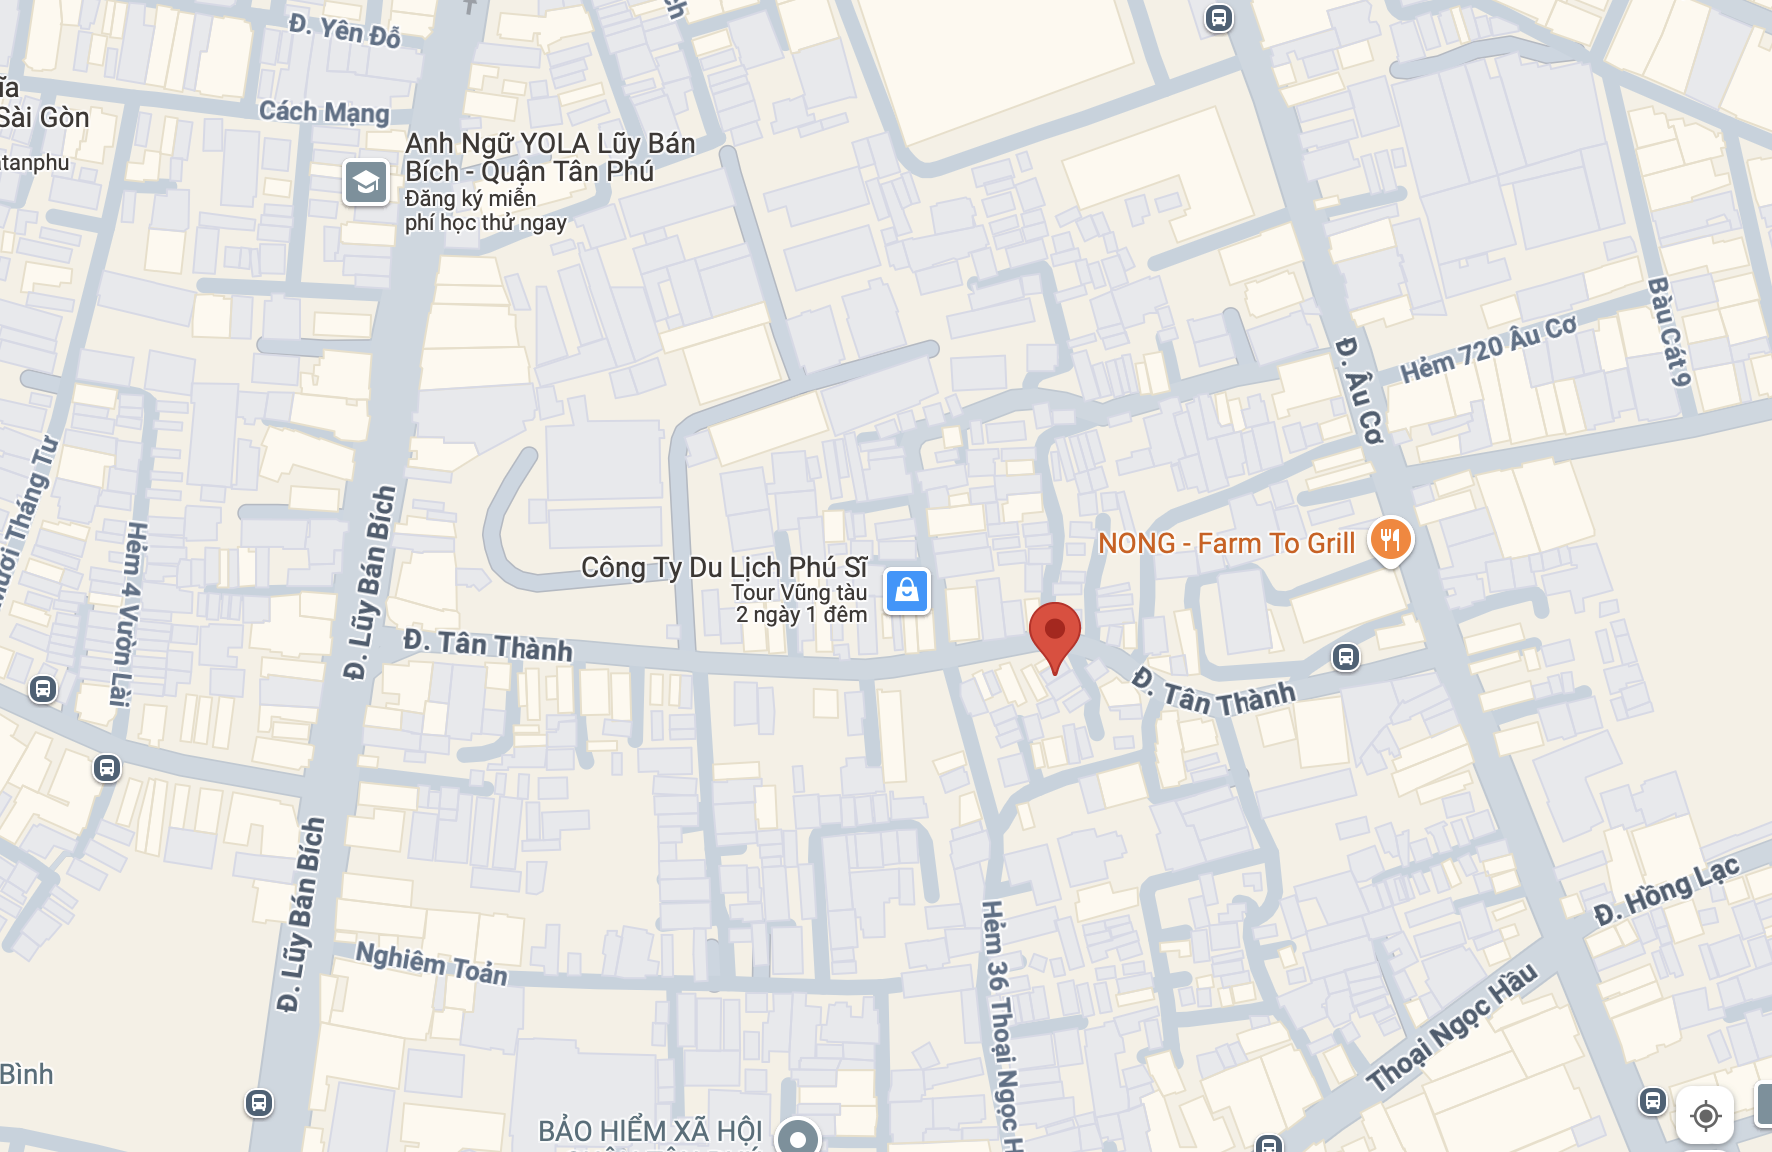 Đ. Yên Đỗ
Cách Mạng
Sài Gòn
Anh Ngữ YOLA Lũy Bán
Bích - Quận Tân Phú
Đăng ký miễn
phí học thử ngay
Bàu Cát 9
Đ. Âu Cơ
Hẻm 720 Âu Cơ
Mười Tháng Tư
Hẻm 4 Vườn Lài
Đ. Lũy Bán Bích
NONG - Farm To Grill
Công Ty Du Lịch Phú Sĩ
Tour Vũng tàu
2 ngày 1 đêm
Đ. Tân Thành
Đ. Tân Thành
Đ. Lũy Bán Bích
Đ. Hồng Lạc
Nghiêm Toản
Hẻm 36 Thoại Ngọc H
Thoại Ngọc Hầu
Bình
BẢO HIỂM XÃ HỘI